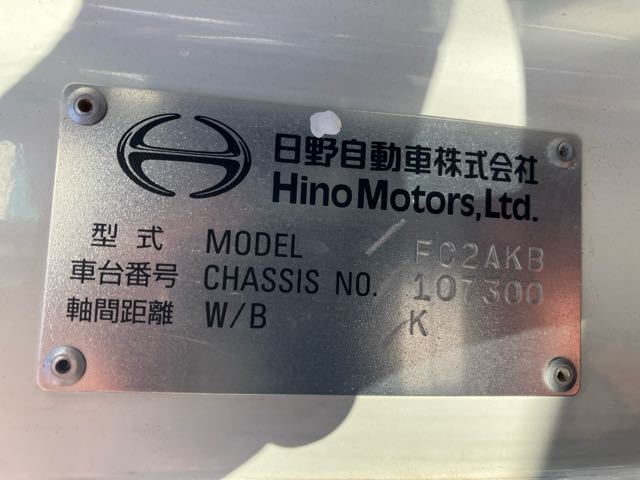 日野自動車株式会社
Hino Motors, Ltd.
型式 MODEL FC2AKB
車台番号 CHASSIS NO. 107300
軸間距離 W/B K